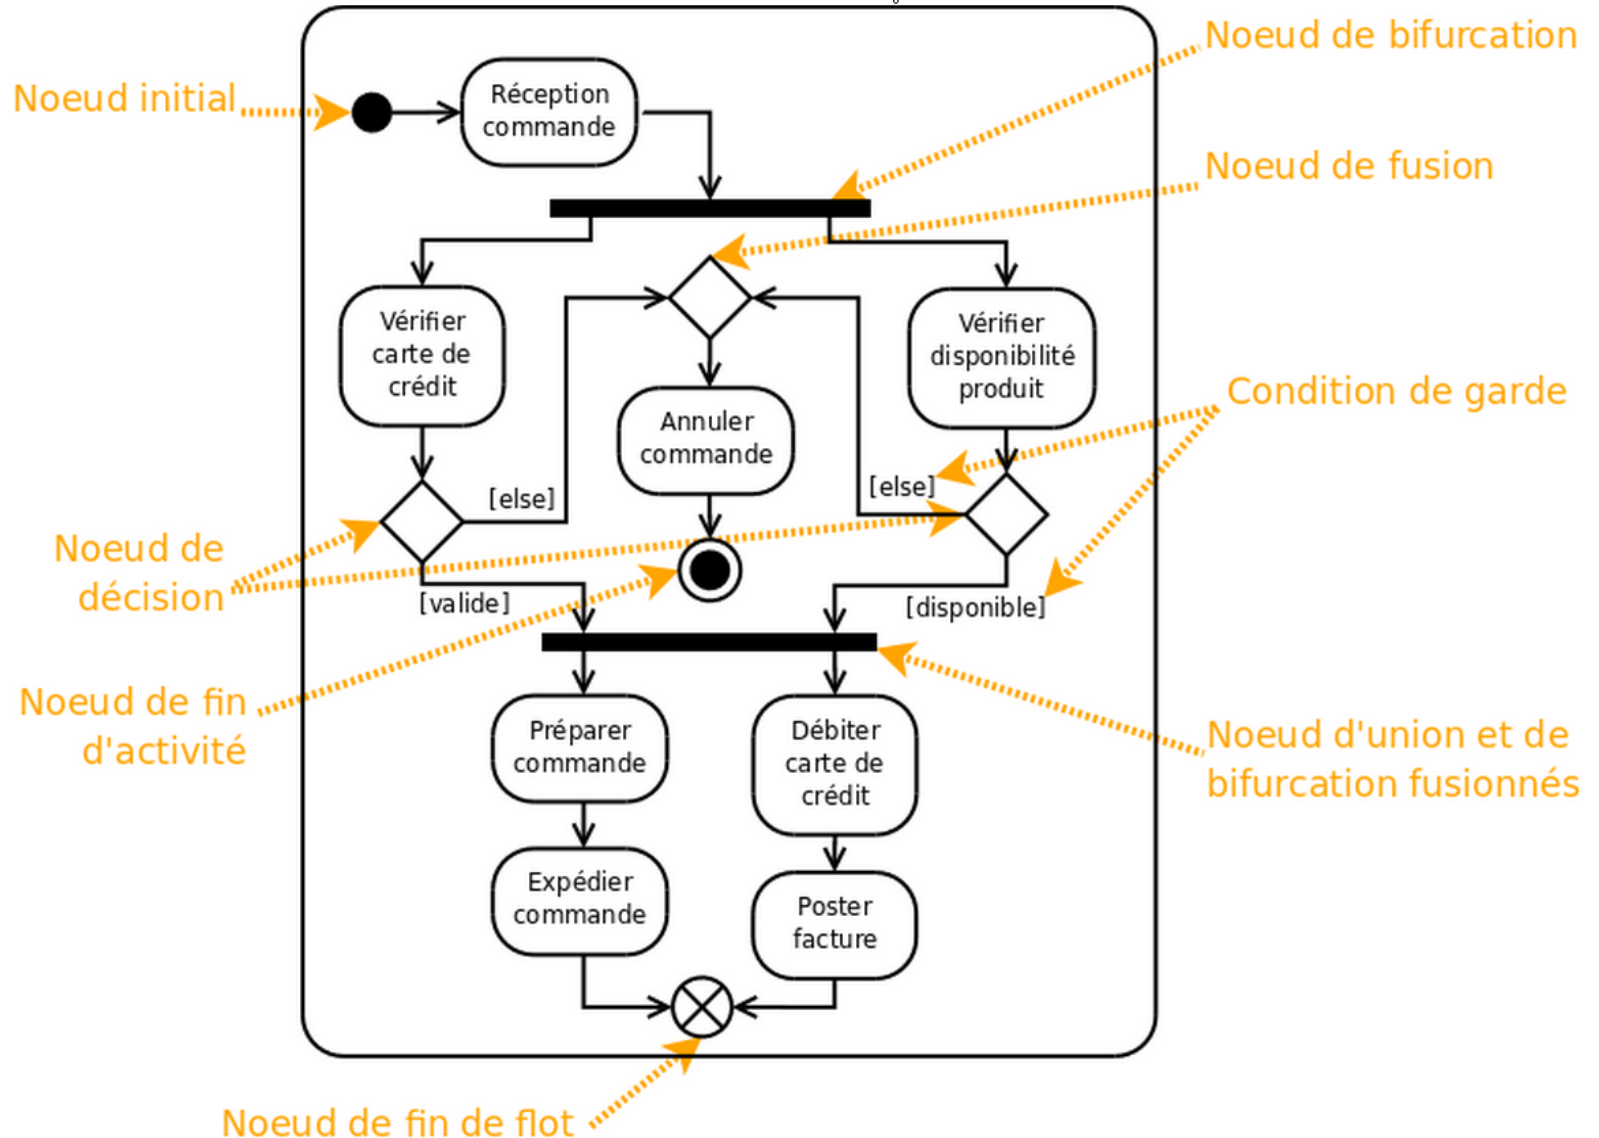 Noeud de bifurcation
Noeud initial
Réception
commande
Noeud de fusion
Vérifier
carte de
crédit
Vérifier
disponibilité
produit
Condition de garde
Annuler
commande
[else]
[else]
Noeud de
décision
[valide]
[disponible]
Noeud de fin
d'activité
Préparer
commande
Débiter
carte de
crédit
Noeud d'union et de
bifurcation fusionnés
Expédier
commande
Poster
facture
Noeud de fin de flot